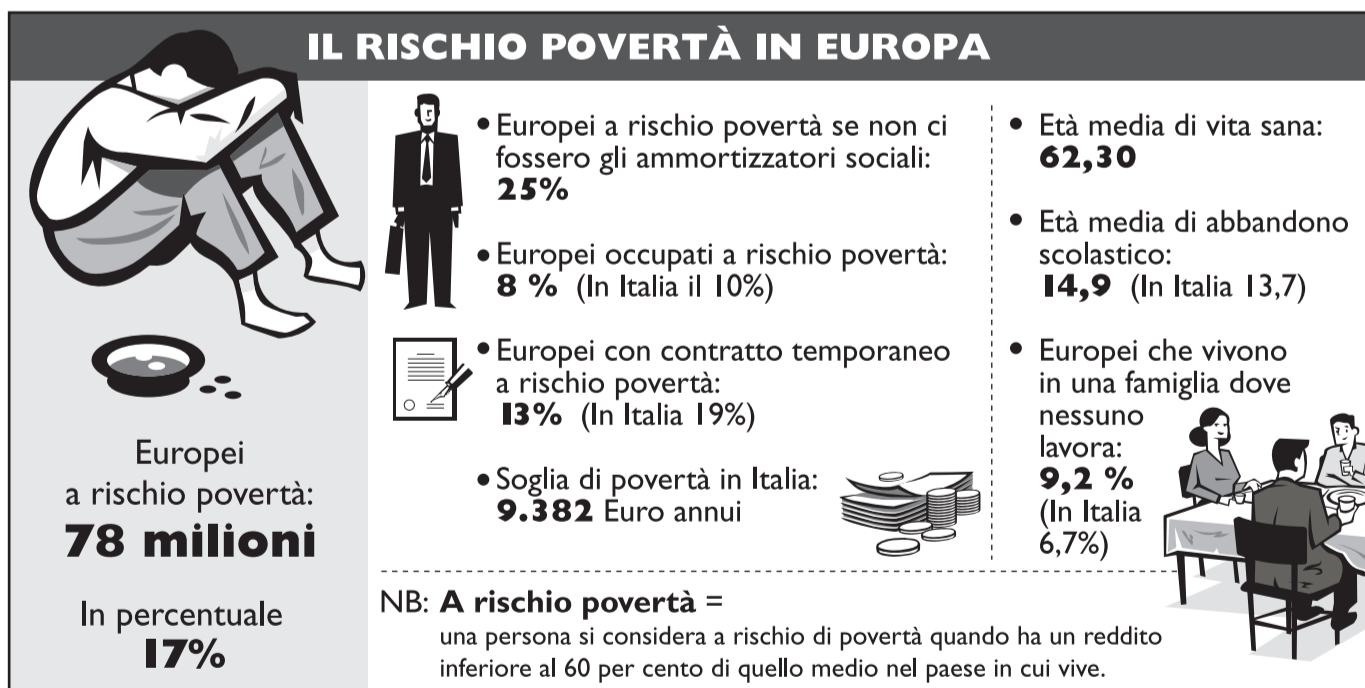 IL RISCHIO POVERTÀ IN EUROPA
Europei
a rischio povertà:
78 milioni
In percentuale
17%
• Europei a rischio povertà se non ci
fossero gli ammortizzatori sociali:
25%
• Europei occupati a rischio povertà:
8 % (In Italia il 10%)
• Europei con contratto temporaneo
a rischio povertà:
13% (In Italia 19%)
• Soglia di povertà in Italia:
9.382 Euro annui
• Età media di vita sana:
62,30
• Età media di abbandono
scolastico:
14,9 (In Italia 13,7)
• Europei che vivono
in una famiglia dove
nessuno
lavora:
9,2 %
(In Italia
6,7%)
NB: A rischio povertà =
una persona si considera a rischio di povertà quando ha un reddito
inferiore al 60 per cento di quello medio nel paese in cui vive.